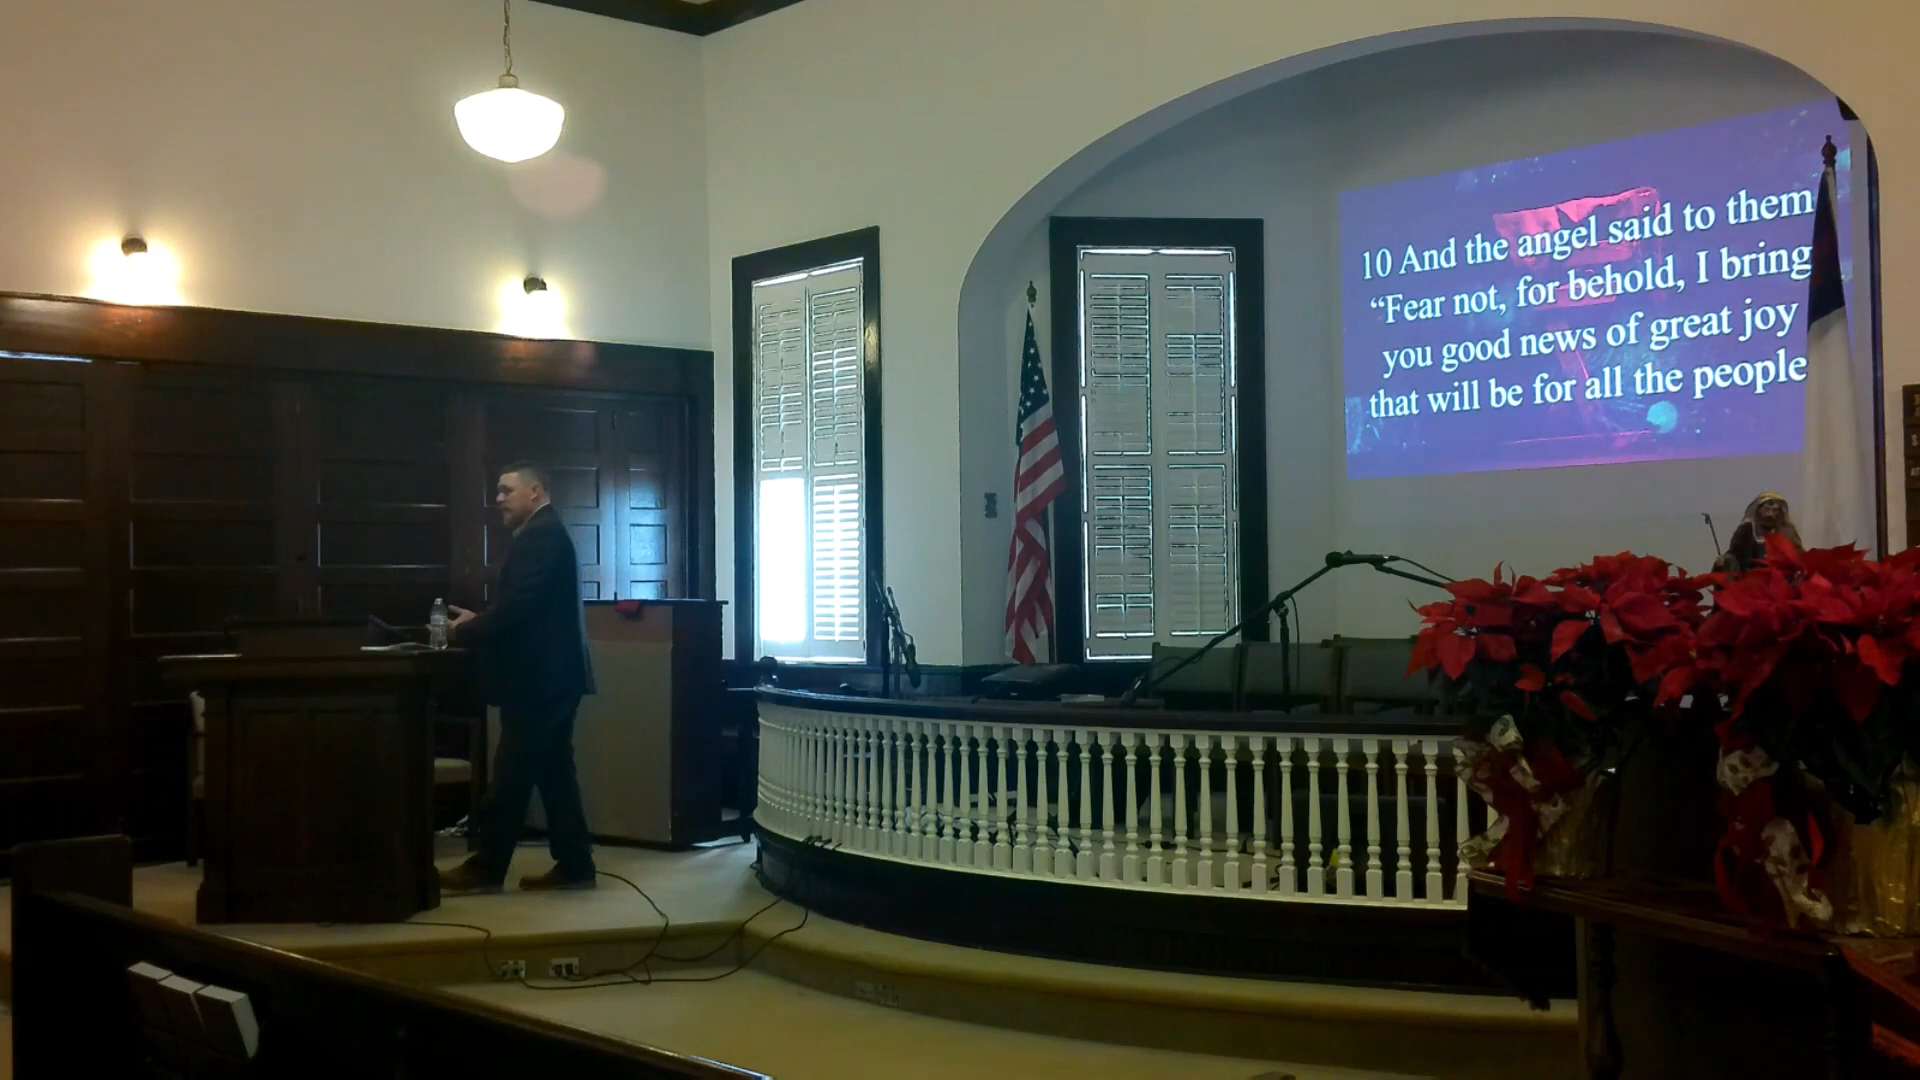 10 And the angel said to them
“Fear not, for behold, I bring
you good news of great joy
that will be for all the people